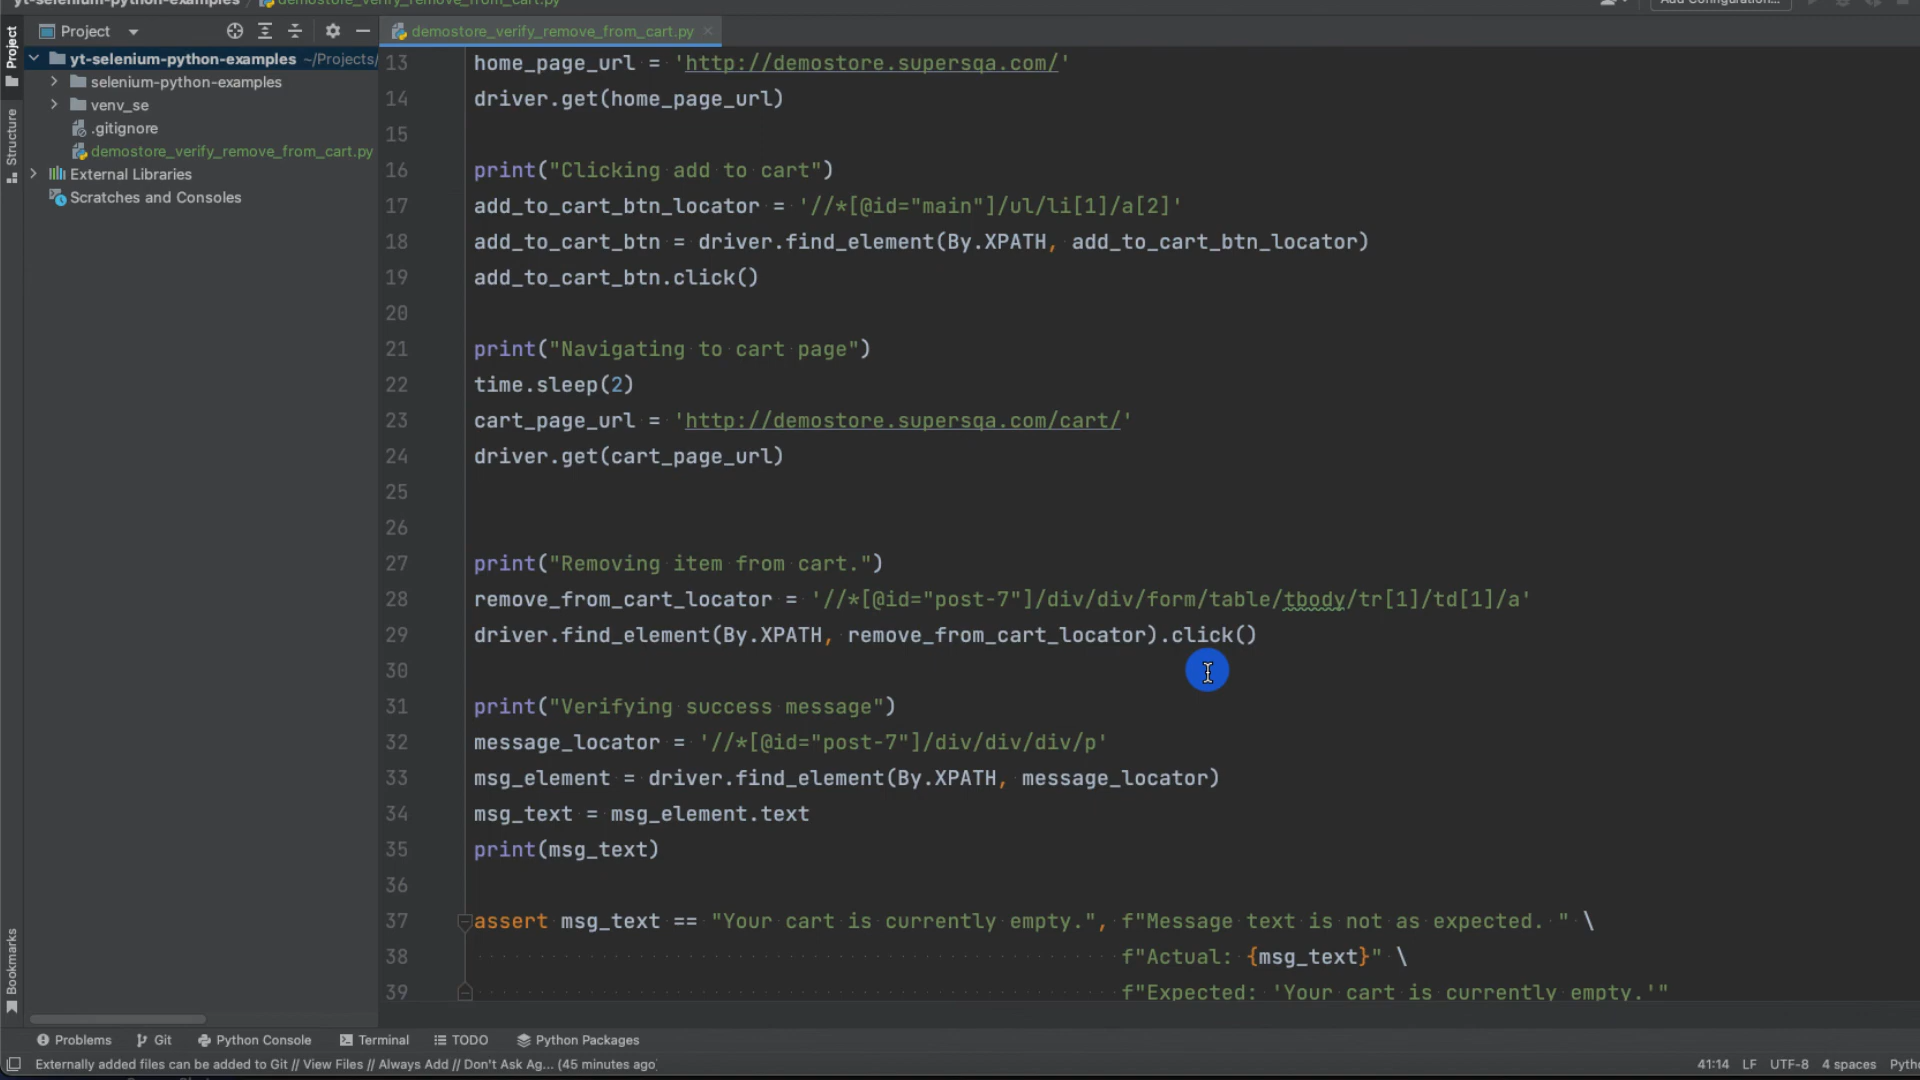 yt-selenium-python-examples demostore_verify_remove_from_cart.py Add Configuration...
Project
demostore_verify_remove_from_cart.py
Project
yt-selenium-python-examples ~/Projects/
selenium-python-examples
venv_se
.gitignore
demostore_verify_remove_from_cart.py
External Libraries
Scratches and Consoles
Structure
Bookmarks
13 home_page_url = 'http://demostore.supersqa.com/'
14 driver.get(home_page_url)
15
16 print("Clicking add to cart")
17 add_to_cart_btn_locator = '//*[@id="main"]/ul/li[1]/a[2]'
18 add_to_cart_btn = driver.find_element(By.XPATH, add_to_cart_btn_locator)
19 add_to_cart_btn.click()
20
21 print("Navigating to cart page")
22 time.sleep(2)
23 cart_page_url = 'http://demostore.supersqa.com/cart/'
24 driver.get(cart_page_url)
25
26
27 print("Removing item from cart.")
28 remove_from_cart_locator = '//*[@id="post-7"]/div/div/form/table/tbody/tr[1]/td[1]/a'
29 driver.find_element(By.XPATH, remove_from_cart_locator).click()
30
31 print("Verifying success message")
32 message_locator = '//*[@id="post-7"]/div/div/div/p'
33 msg_element = driver.find_element(By.XPATH, message_locator)
34 msg_text = msg_element.text
35 print(msg_text)
36
37 assert msg_text == "Your cart is currently empty.", f"Message text is not as expected. " \
38 f"Actual: {msg_text}" \
39 f"Expected: 'Your cart is currently empty.'"
Problems Git Python Console Terminal TODO Python Packages
Externally added files can be added to Git // View Files // Always Add // Don't Ask Ag... (45 minutes ago) 41:14 LF UTF-8 4 spaces Pytho